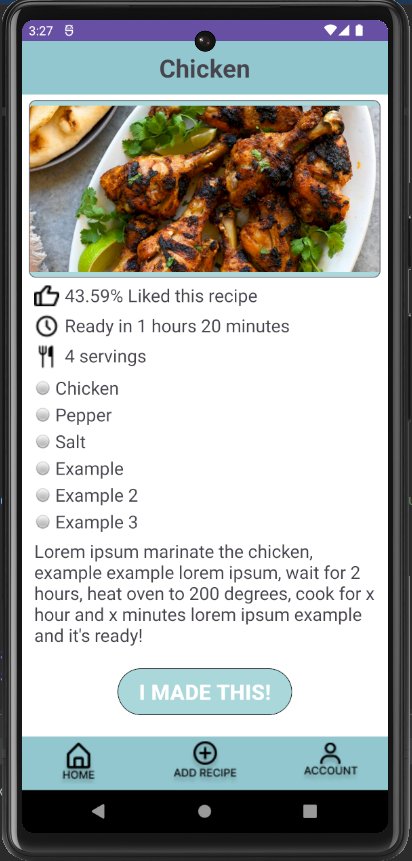 3:27
Chicken
43.59% Liked this recipe
Ready in 1 hours 20 minutes
4 servings
Chicken
Pepper
Salt
Example
Example 2
Example 3
Lorem ipsum marinate the chicken,
example example lorem ipsum, wait for 2
hours, heat oven to 200 degrees, cook for x
hour and x minutes lorem ipsum example
and it's ready!
I MADE THIS!
HOME
ADD RECIPE
ACCOUNT